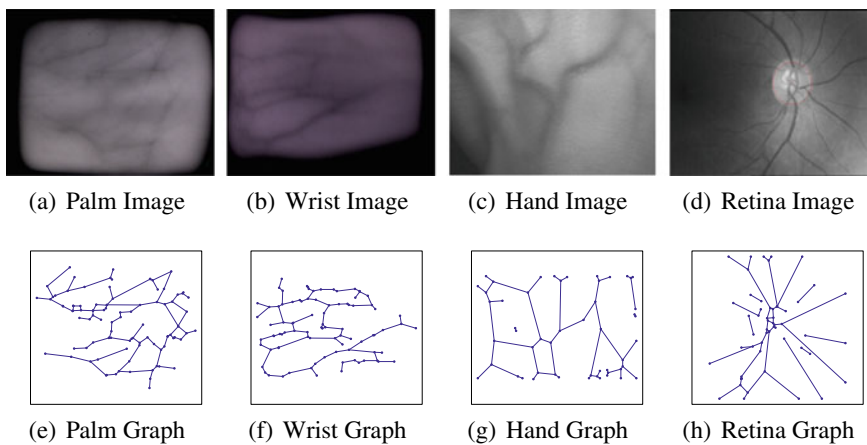 (a) Palm Image (b) Wrist Image (c) Hand Image (d) Retina Image
(e) Palm Graph (f) Wrist Graph (g) Hand Graph (h) Retina Graph